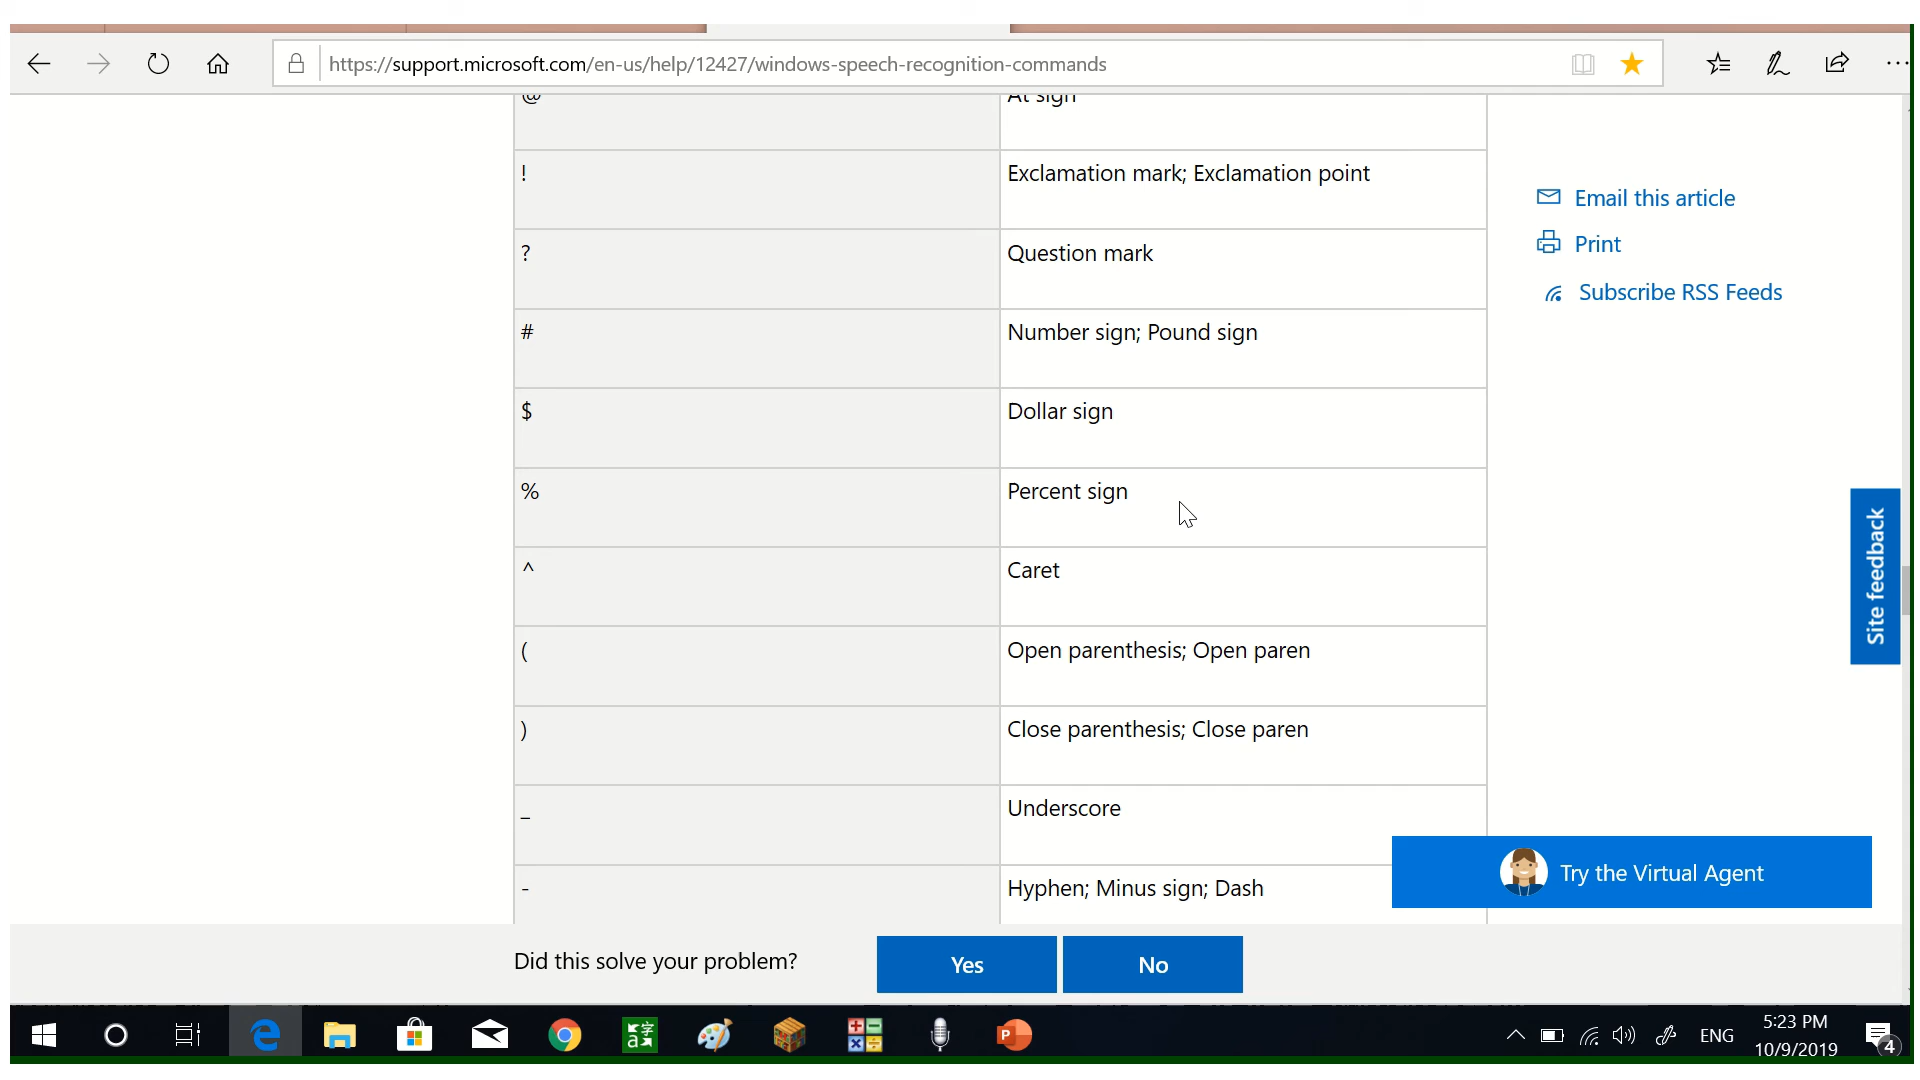 https://support.microsoft.com/en-us/help/12427/windows-speech-recognition-commands
@ At sign
! Exclamation mark; Exclamation point
? Question mark
# Number sign; Pound sign
$ Dollar sign
% Percent sign
^ Caret
( Open parenthesis; Open paren
) Close parenthesis; Close paren
_ Underscore
- Hyphen; Minus sign; Dash
Email this article
Print
Subscribe RSS Feeds
Site feedback
Try the Virtual Agent
Did this solve your problem? Yes No
ENG
5:23 PM
10/9/2019
4